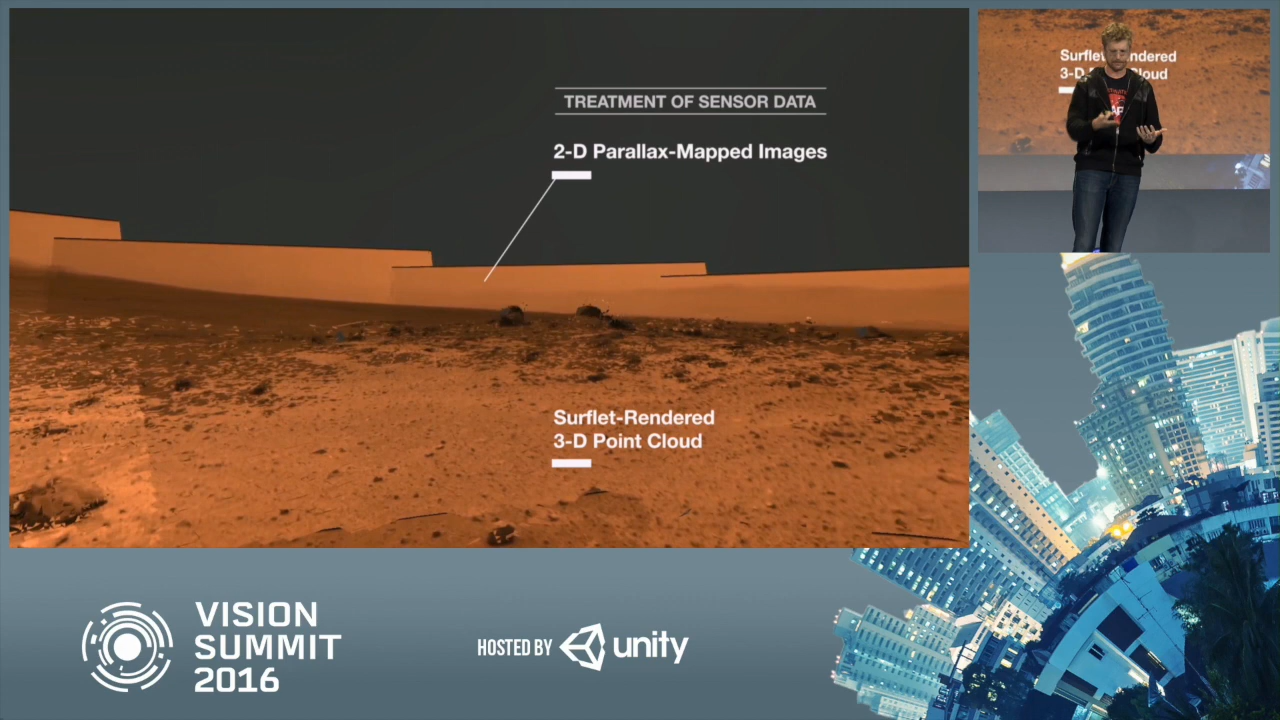 TREATMENT OF SENSOR DATA
2-D Parallax-Mapped Images
Surflet-Rendered
3-D Point Cloud
VISION
SUMMIT
2016
HOSTED BY unity